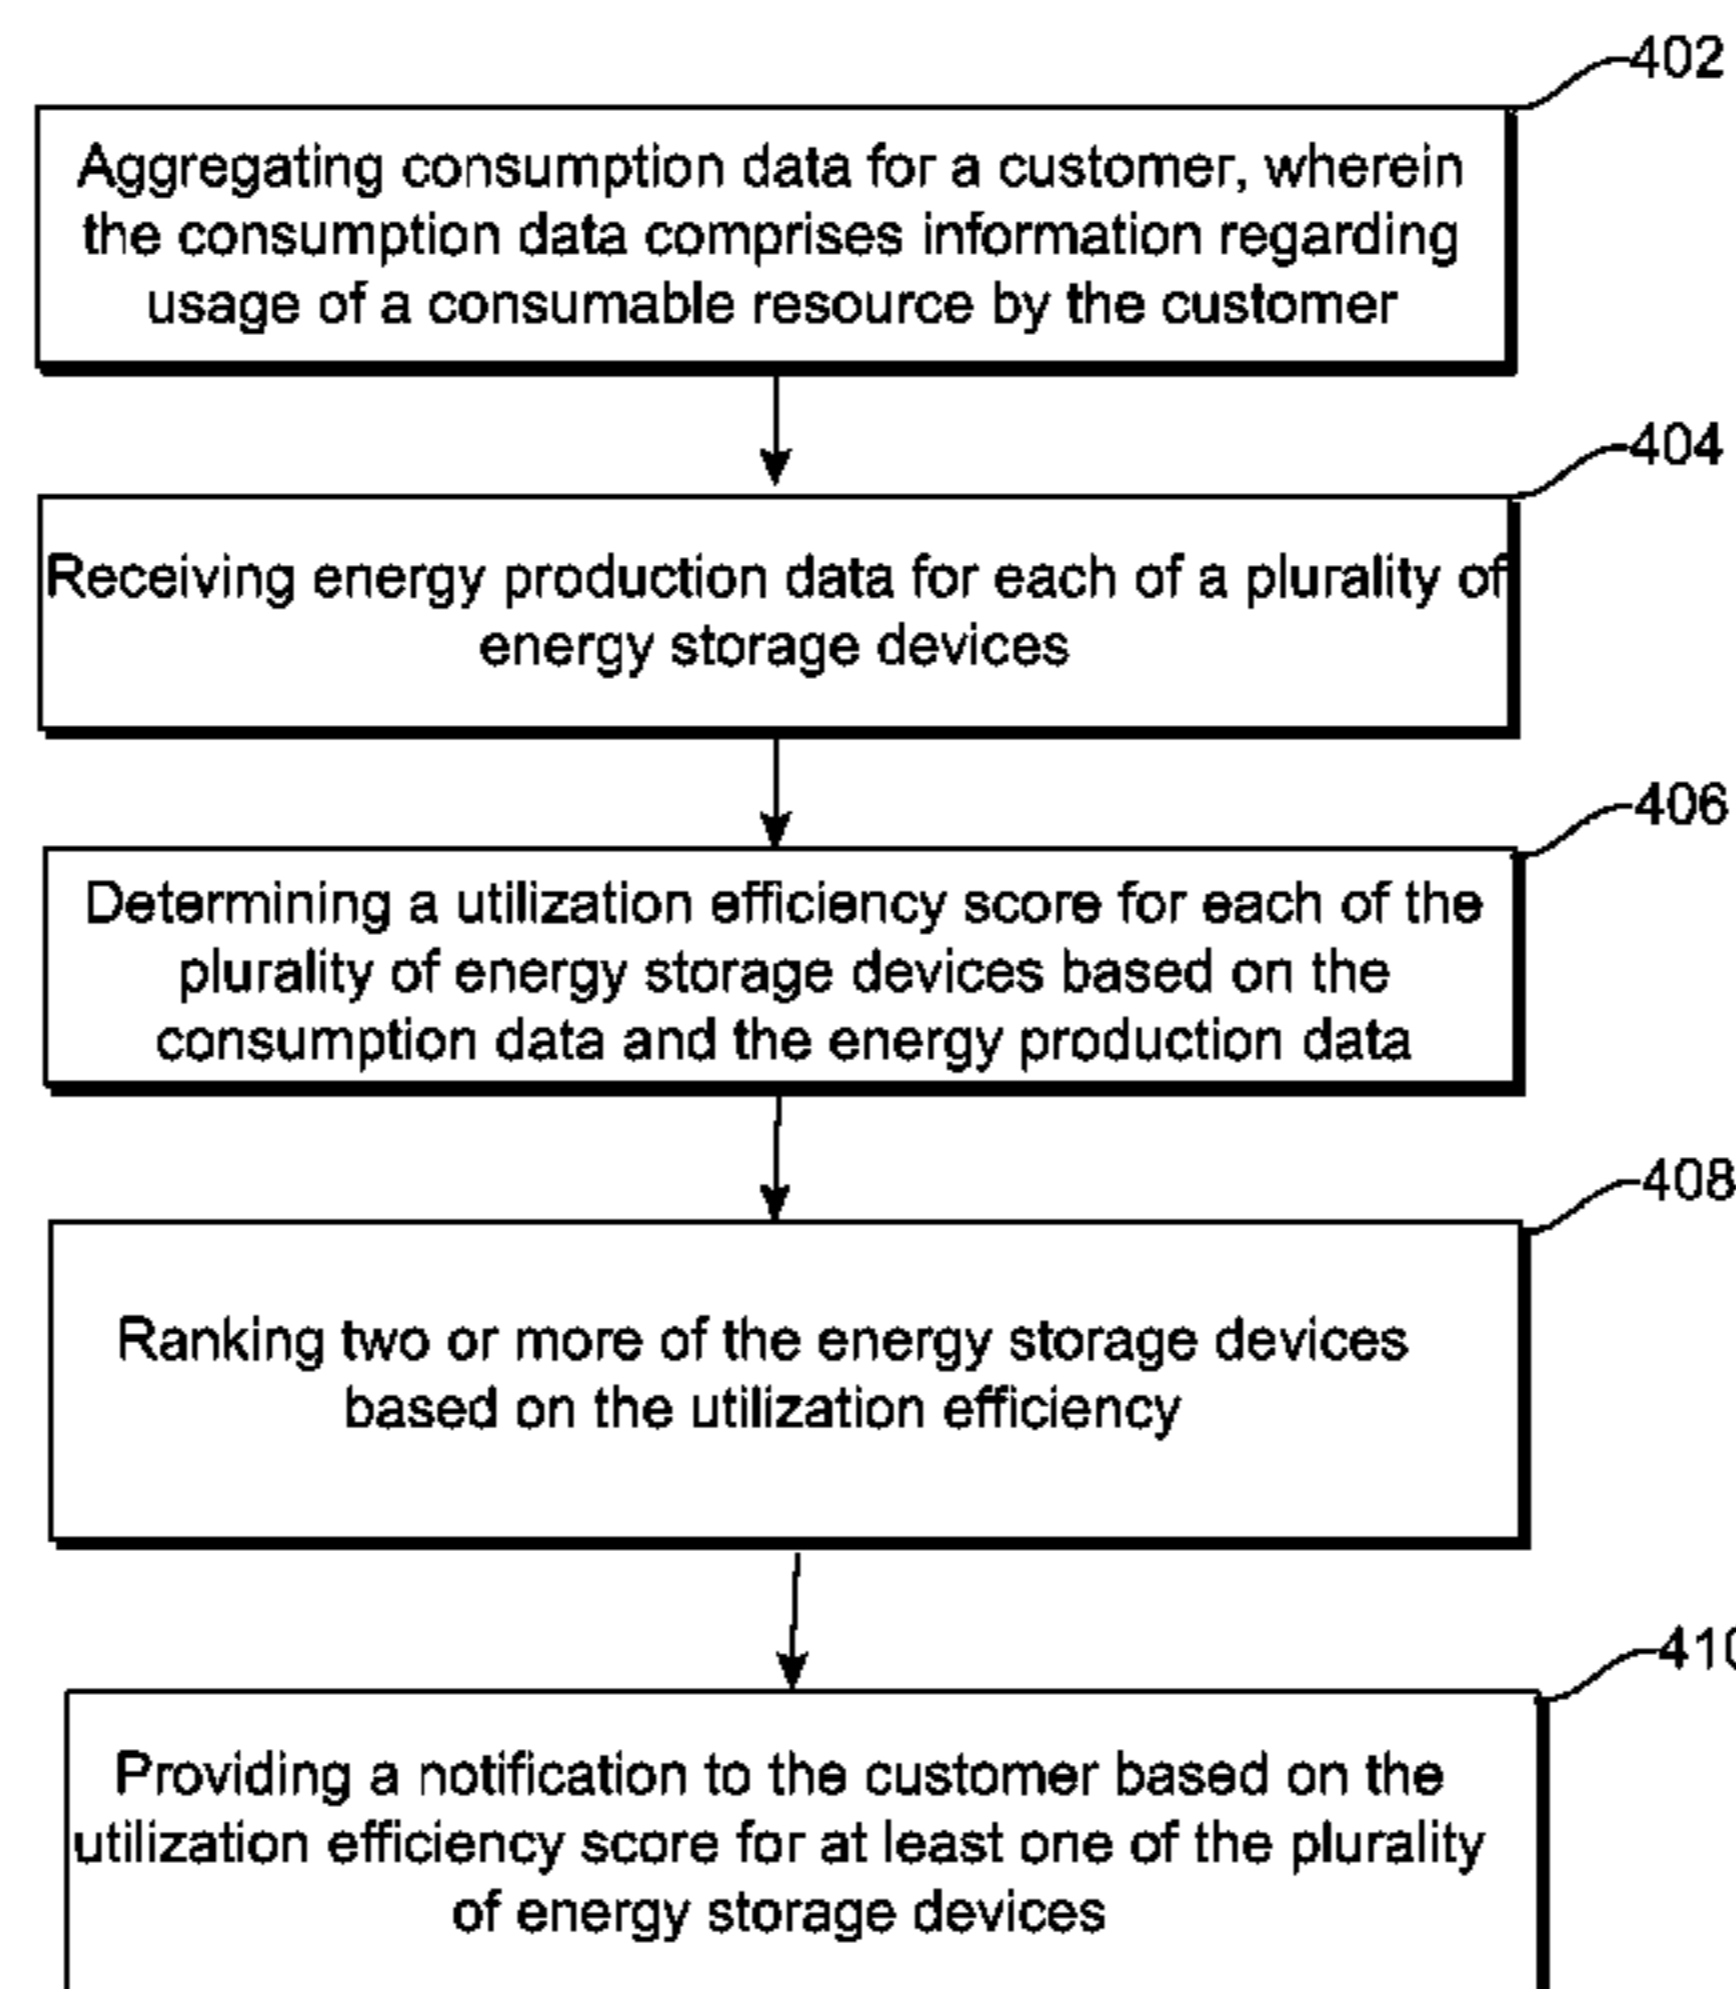 402
Aggregating consumption data for a customer, wherein
the consumption data comprises information regarding
usage of a consumable resource by the customer
404
Receiving energy production data for each of a plurality of
energy storage devices
406
Determining a utilization efficiency score for each of the
plurality of energy storage devices based on the
consumption data and the energy production data
408
Ranking two or more of the energy storage devices
based on the utilization efficiency
410
Providing a notification to the customer based on the
utilization efficiency score for at least one of the plurality
of energy storage devices